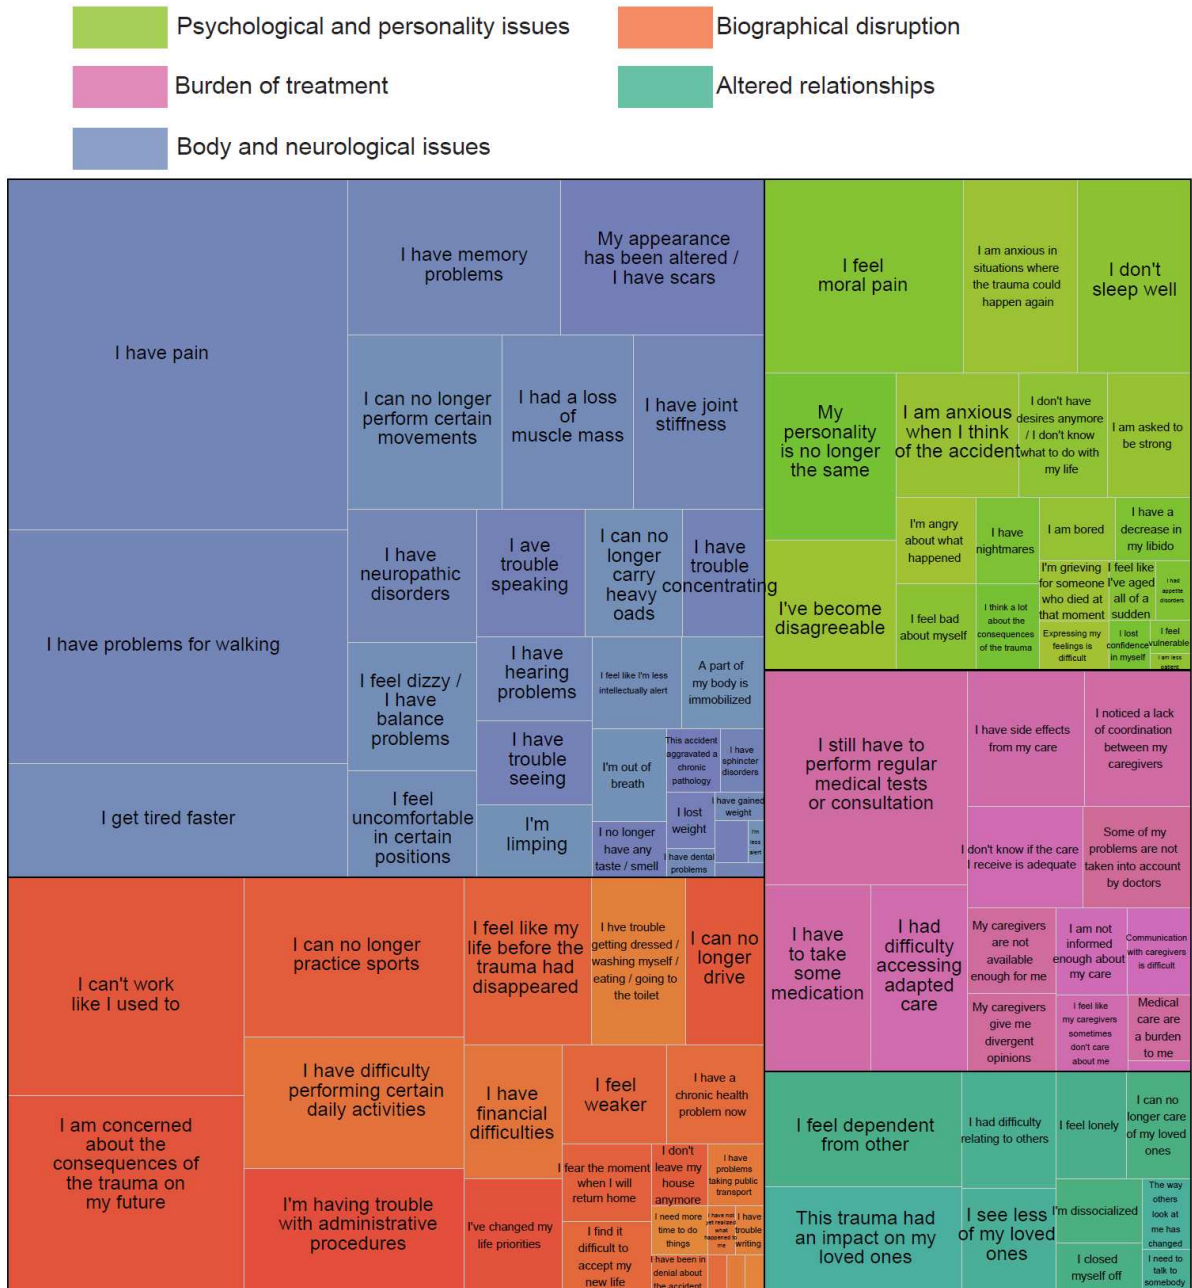 Psychological and personality issues
Biographical disruption
Burden of treatment
Altered relationships
Body and neurological issues
I have pain
I have problems for walking
I get tired faster
I have memory
problems
My appearance
has been altered /
I have scars
I can no longer
perform certain
movements
I had a loss
of
muscle mass
I have joint
stiffness
I have
neuropathic
disorders
I ave
trouble
speaking
I can no
longer
carry
heavy
oads
I have
trouble
concentrating
I feel dizzy /
I have
balance
problems
I have
hearing
problems
I feel like I'm less
intellectually alert
A part of
my body is
immobilized
I have
trouble
seeing
I'm out of
breath
This accident
aggravated a
chronic
pathology
I have
sphincter
disorders
I feel
uncomfortable
in certain
positions
I'm
limping
I no longer
have any
taste / smell
I lost
weight
I have gained
weight
I'm
less
alert
I have dental
problems
I feel
moral pain
I am anxious in
situations where
the trauma could
happen again
I don't
sleep well
My
personality
is no longer
the same
I am anxious
when I think
of the accident
I don't have
desires anymore
/ I don't know
what to do with
my life
I am asked to
be strong
I've become
disagreeable
I'm angry
about what
happened
I have
nightmares
I am bored
I have a
decrease in
my libido
I feel bad
about myself
I think a lot
about the
consequences
of the trauma
I'm grieving
for someone
who died at
that moment
I feel like
I've aged
all of a
sudden
I had
appetite
disorders
Expressing my
feelings is
difficult
I lost
confidence
in myself
I feel
vulnerable
I am less
patient
I still have to
perform regular
medical tests
or consultation
I have side effects
from my care
I noticed a lack
of coordination
between my
caregivers
I don't know if the care
I receive is adequate
Some of my
problems are not
taken into account
by doctors
I have
to take
some
medication
I had
difficulty
accessing
adapted
care
My caregivers
are not
available
enough for me
I am not
informed
enough about
my care
Communication
with caregivers
is difficult
My caregivers
give me
divergent
opinions
I feel like
my caregivers
sometimes
don't care
about me
Medical
care are
a burden
to me
I can't work
like I used to
I am concerned
about the
consequences of
the trauma on
my future
I can no longer
practice sports
I have difficulty
performing certain
daily activities
I'm having trouble
with administrative
procedures
I feel like my
life before the
trauma had
disappeared
I hve trouble
getting dressed /
washing myself /
eating / going to
the toilet
I can no
longer
drive
I have
financial
difficulties
I feel
weaker
I have a
chronic health
problem now
I've changed my
life priorities
I fear the moment
when I will
return home
I don't
leave my
house
anymore
I have
problems
taking public
transport
I find it
difficult to
accept my
new life
I need more
time to do
things
I have not
yet realized
what
happened to
me
I have
trouble
writing
I have been in
denial about
the accident
I feel dependent
from other
I had difficulty
relating to others
I feel lonely
I can no
longer care
of my loved
ones
This trauma had
an impact on my
loved ones
I see less
of my loved
ones
I'm dissocialized
The way
others
look at
me has
changed
I closed
myself off
I need to
talk to
somebody